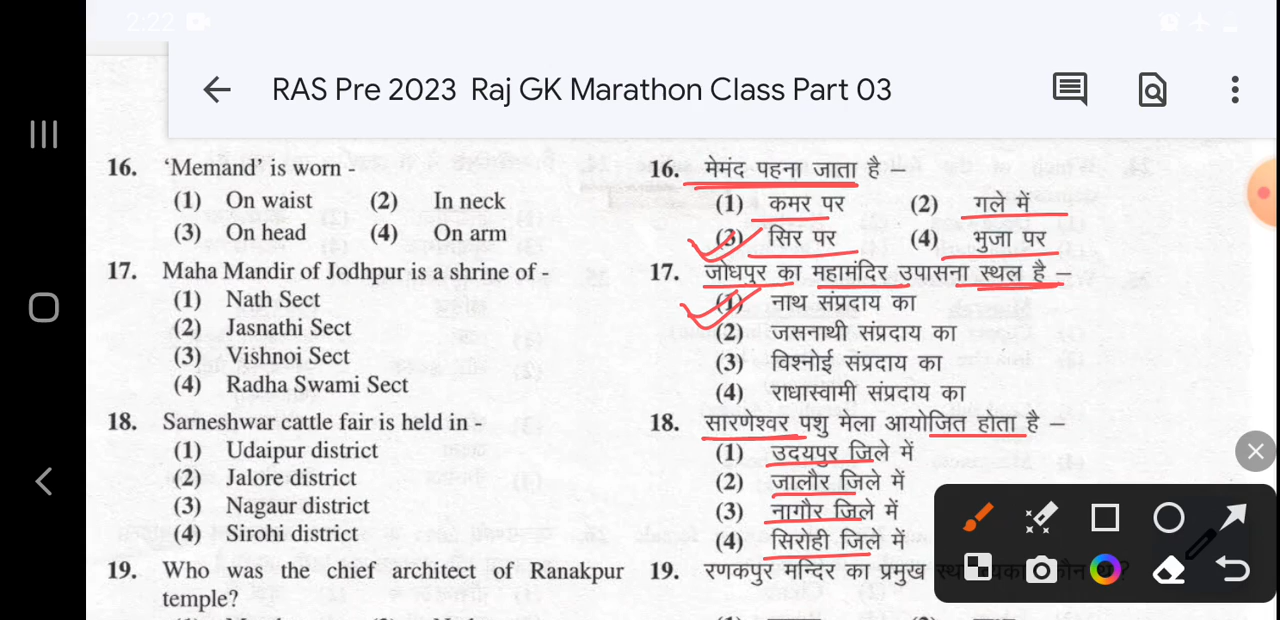 2:22
RAS Pre 2023 Raj GK Marathon Class Part 03
16. ‘Memand’ is worn -
(1) On waist (2) In neck
(3) On head (4) On arm
17. Maha Mandir of Jodhpur is a shrine of -
(1) Nath Sect
(2) Jasnathi Sect
(3) Vishnoi Sect
(4) Radha Swami Sect
18. Sarneshwar cattle fair is held in -
(1) Udaipur district
(2) Jalore district
(3) Nagaur district
(4) Sirohi district
19. Who was the chief architect of Ranakpur
temple?
16. मेमंद पहना जाता है –
(1) कमर पर (2) गले में
(3) सिर पर (4) भुजा पर
17. जोधपुर का महामंदिर उपासना स्थल है –
(1) नाथ संप्रदाय का
(2) जसनाथी संप्रदाय का
(3) विश्नोई संप्रदाय का
(4) राधास्वामी संप्रदाय का
18. सारणेश्वर पशु मेला आयोजित होता है –
(1) उदयपुर जिले में
(2) जालौर जिले में
(3) नागौर जिले में
(4) सिरोही जिले में
19. रणकपुर मन्दिर का प्रमुख